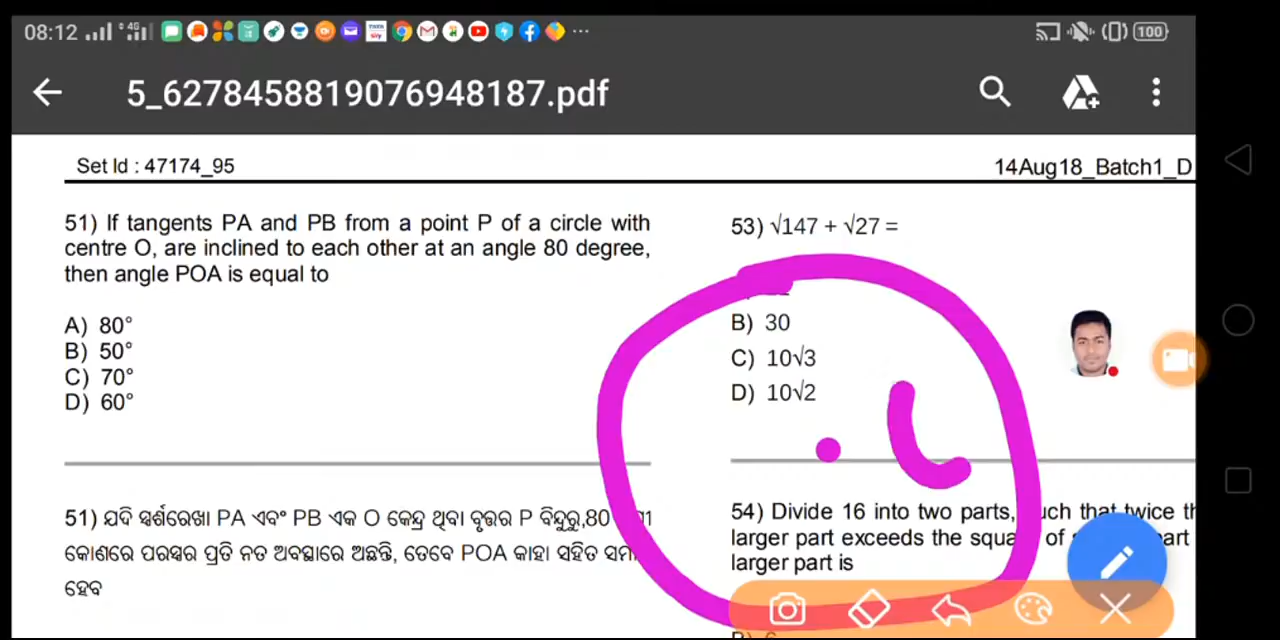 08:12
100
5_6278458819076948187.pdf
Set Id : 47174_95
14Aug18_Batch1_D
51) If tangents PA and PB from a point P of a circle with
centre O, are inclined to each other at an angle 80 degree,
then angle POA is equal to
A) 80°
B) 50°
C) 70°
D) 60°
51) ଯଦି ସ୍ପର୍ଶରେଖା PA ଏବଂ PB ଏକ O କେନ୍ଦ୍ର ଥିବା ବୃତ୍ତର P ବିନ୍ଦୁରୁ,80
କୋଣରେ ପରସ୍ପର ପ୍ରତି ନତ ଅବସ୍ଥାରେ ଅଛନ୍ତି, ତେବେ POA କାହା ସହିତ
ହେବ
53) √147 + √27 =
B) 30
C) 10√3
D) 10√2
54) Divide 16 into two parts, such that twice
larger part exceeds the of part
larger part is